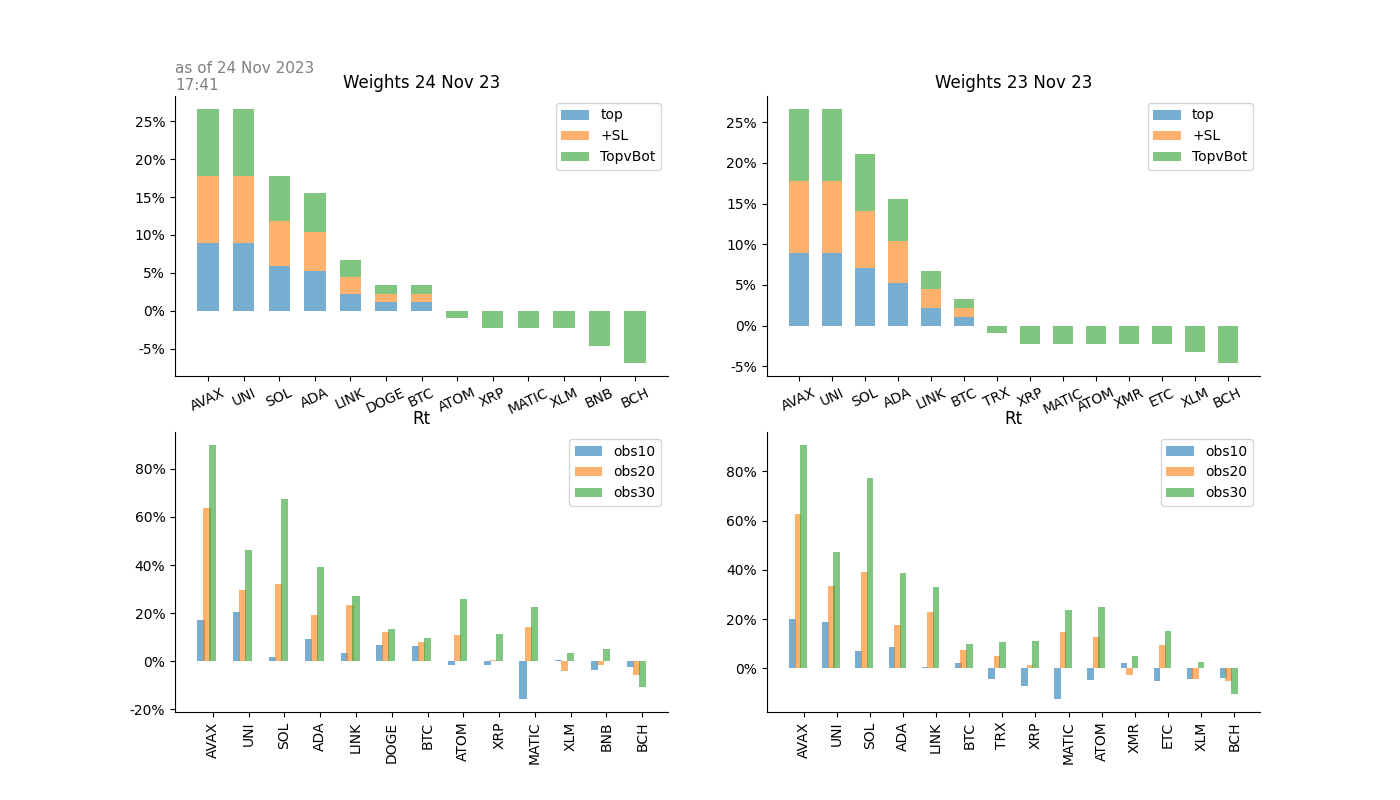 as of 24 Nov 2023
17:41
Weights 24 Nov 23
25%
20%
15%
10%
5%
0%
-5%
top
+SL
TopvBot
AVAX UNI SOL ADA LINK DOGE BTC ATOM XRP MATIC XLM BNB BCH
Weights 23 Nov 23
25%
20%
15%
10%
5%
0%
-5%
top
+SL
TopvBot
AVAX UNI SOL ADA LINK BTC TRX XRP MATIC ATOM XMR ETC XLM BCH
Rt
80%
60%
40%
20%
0%
-20%
obs10
obs20
obs30
AVAX UNI SOL ADA LINK DOGE BTC ATOM XRP MATIC XLM BNB BCH
Rt
80%
60%
40%
20%
0%
obs10
obs20
obs30
AVAX UNI SOL ADA LINK BTC TRX XRP MATIC ATOM XMR ETC XLM BCH